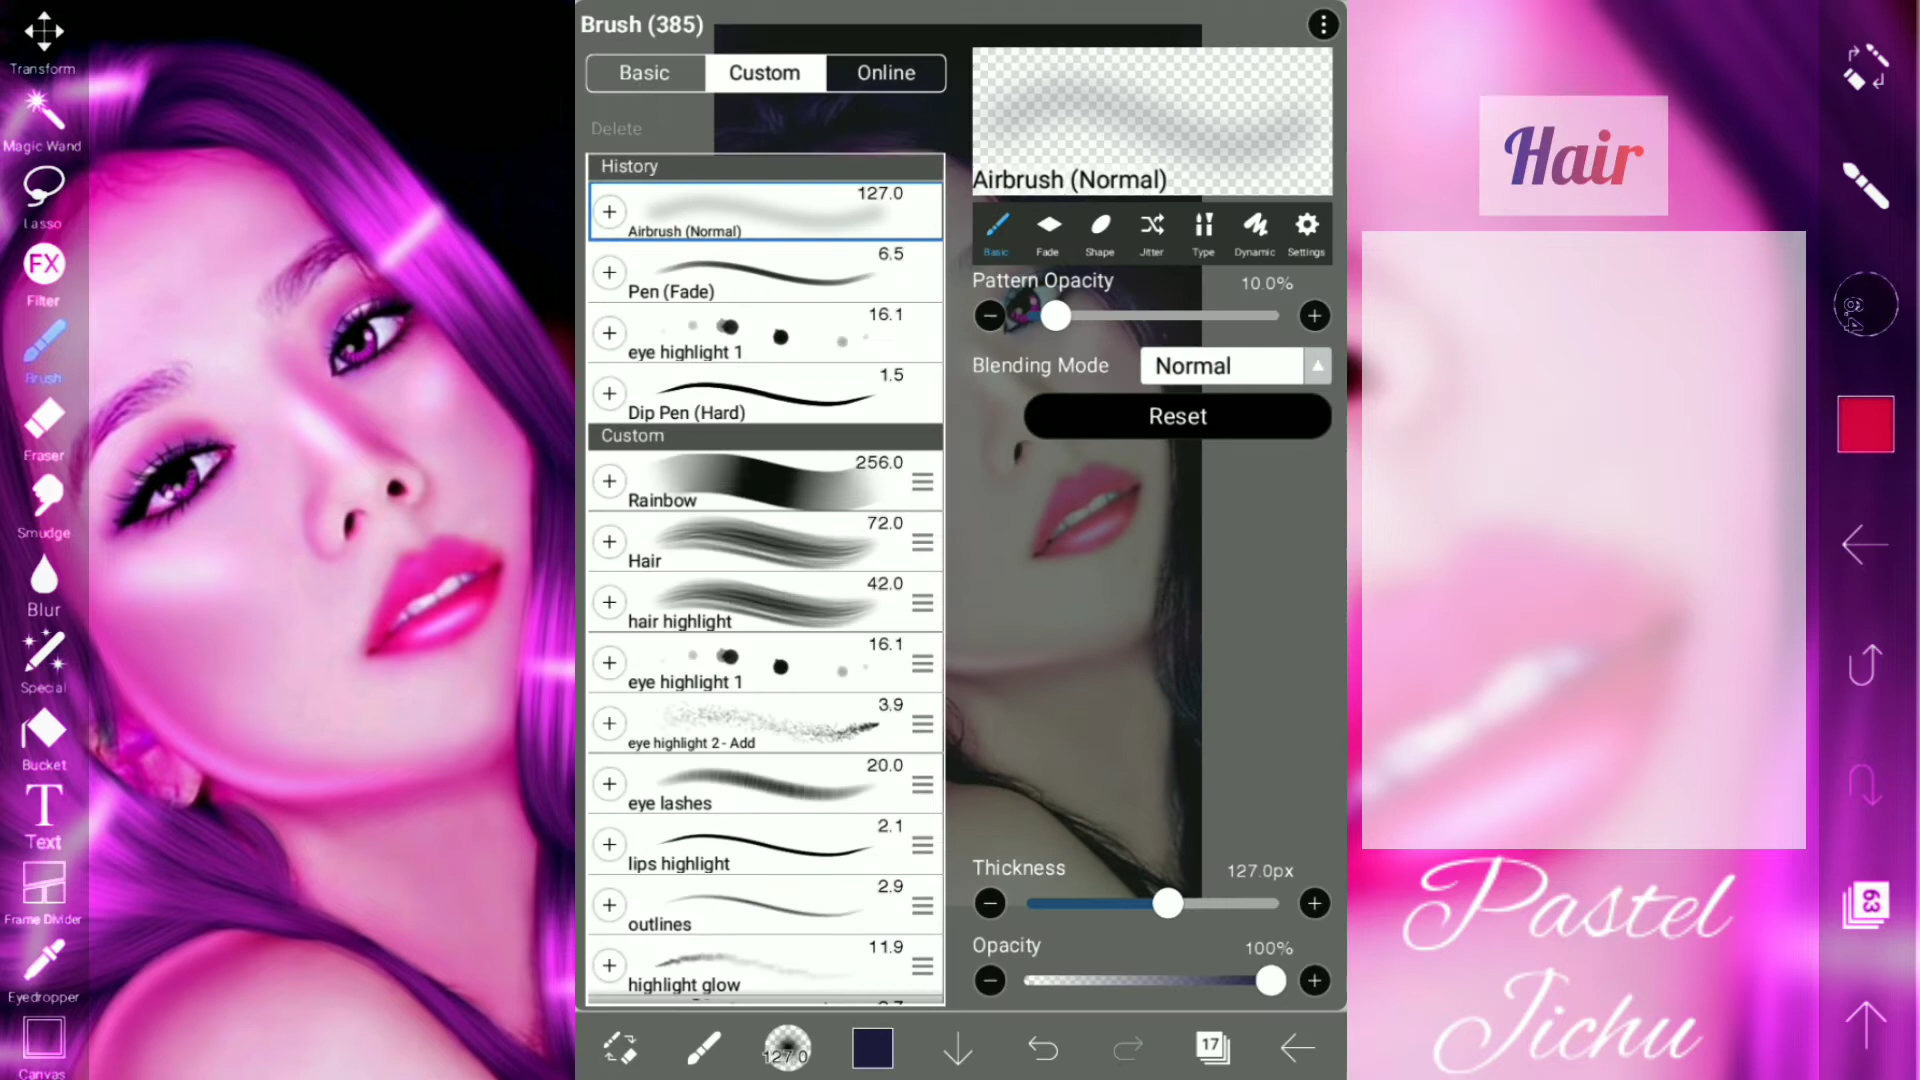 Transform
Magic Wand
Lasso
FX
Filter
Brush
Eraser
Smudge
Blur
Special
Bucket
T
Text
Frame Divider
Eyedropper
Canvas
Brush (385)
Basic
Custom
Online
Delete
History
127.0
Airbrush (Normal)
6.5
Pen (Fade)
16.1
eye highlight 1
1.5
Dip Pen (Hard)
Custom
256.0
Rainbow
72.0
Hair
42.0
hair highlight
16.1
eye highlight 1
3.9
eye highlight 2 - Add
20.0
eye lashes
2.1
lips highlight
2.9
outlines
11.9
highlight glow
Airbrush (Normal)
Basic
Fade
Shape
Jitter
Type
Dynamic
Settings
Pattern Opacity
10.0%
Blending Mode
Normal
Reset
Thickness
127.0px
Opacity
100%
127.0
17
Hair
6.4
63
Pastel
Jichu